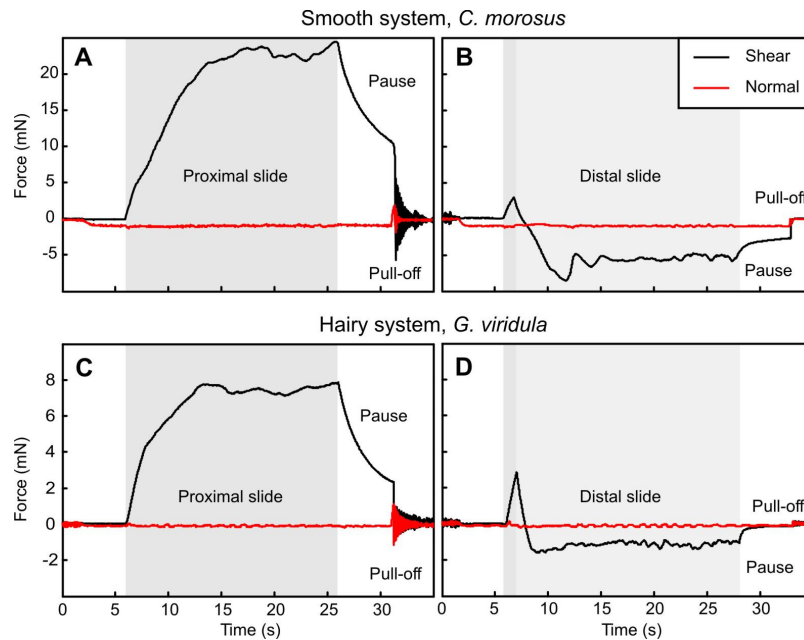 Smooth system, C. morosus
A
B
Shear
Normal
Force (mN)
20
15
10
5
0
-5
Proximal slide
Pause
Pull-off
Distal slide
Pull-off
Pause
Hairy system, G. viridula
C
D
Force (mN)
8
6
4
2
0
-2
Proximal slide
Pause
Pull-off
Distal slide
Pull-off
Pause
0 5 10 15 20 25 30
0 5 10 15 20 25 30
Time (s)
Time (s)